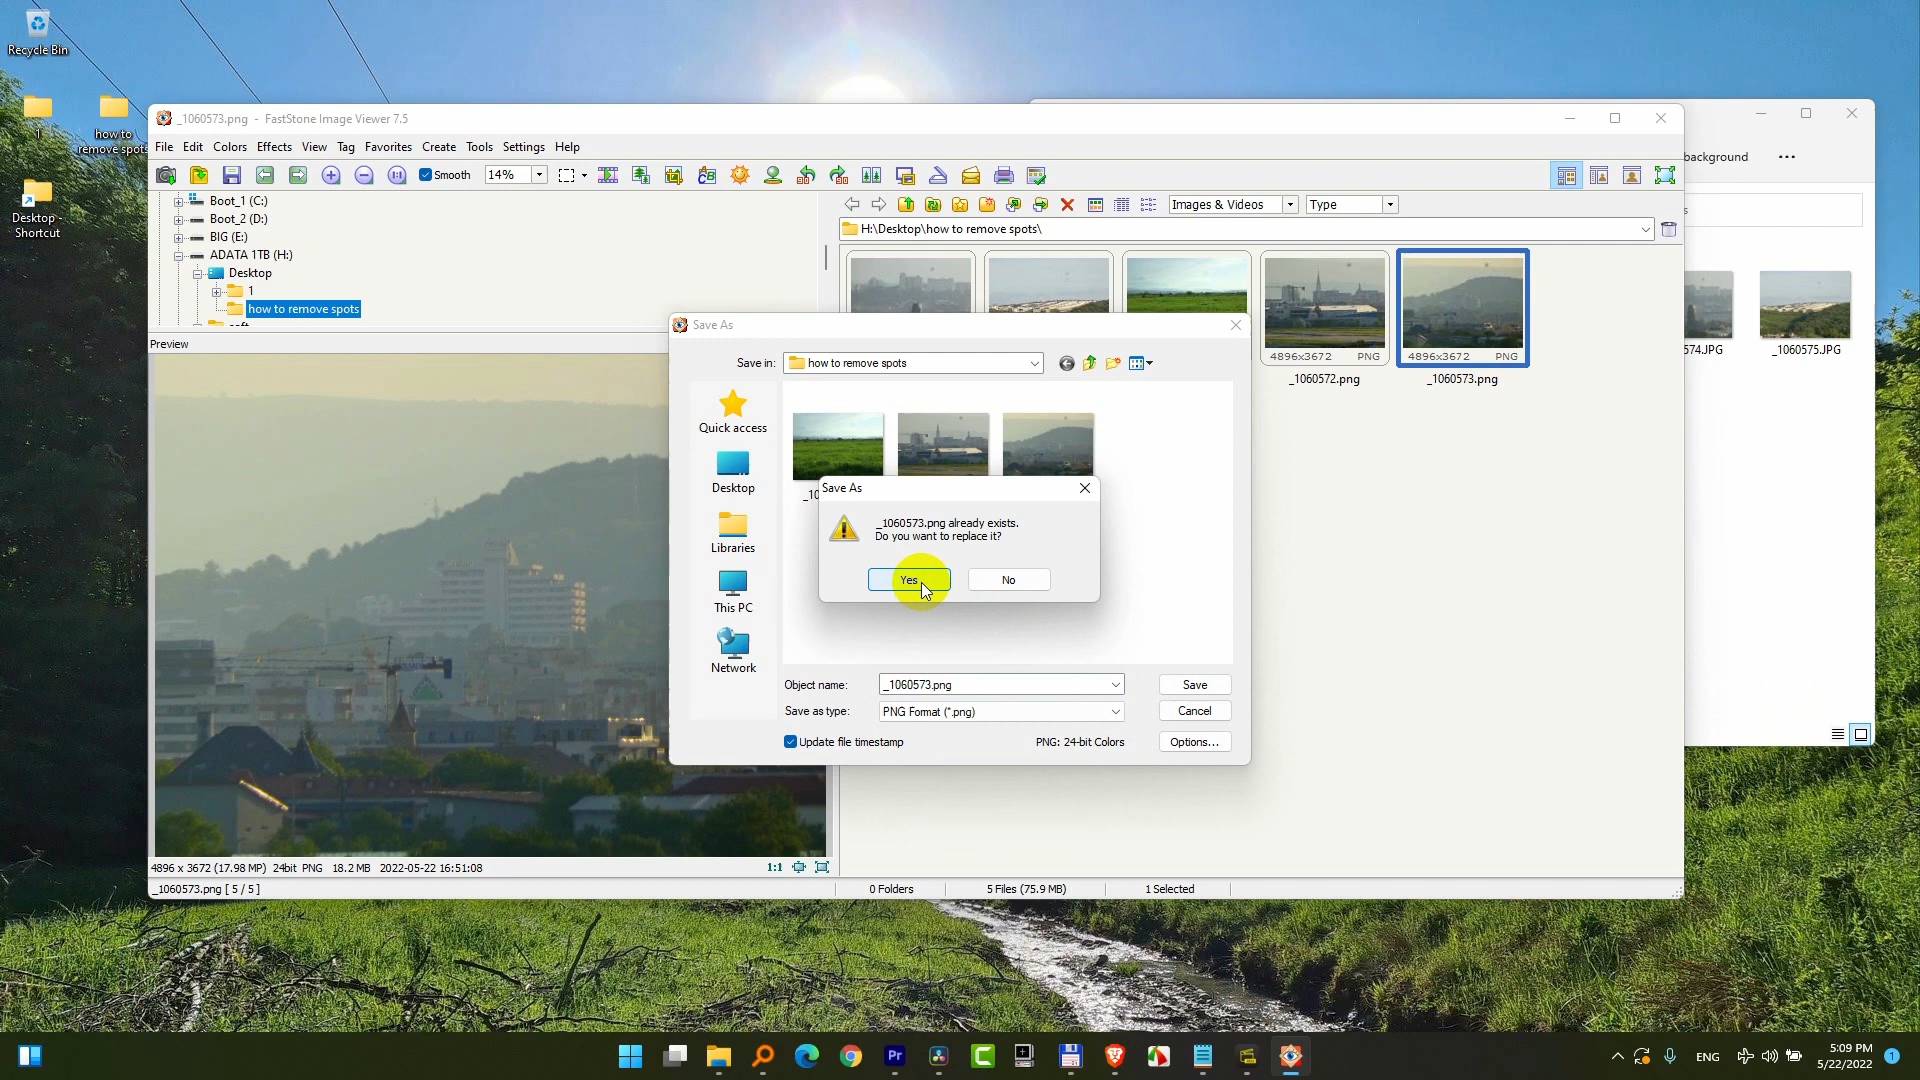 Recycle Bin
1
how to
remove spots
Desktop -
Shortcut
_1060573.png - FastStone Image Viewer 7.5
File Edit Colors Effects View Tag Favorites Create Tools Settings Help
Smooth 14%
Boot_1 (C:)
Boot_2 (D:)
BIG (E:)
ADATA 1TB (H:)
Desktop
1
how to remove spots
Preview
Images & Videos Type
H:\Desktop\how to remove spots\
4896x3672 PNG
_1060572.png
4896x3672 PNG
_1060573.png
Save As
Save in: how to remove spots
Quick access
Desktop
Libraries
This PC
Network
Save As
_1060573.png already exists.
Do you want to replace it?
Yes No
Object name: _1060573.png Save
Save as type: PNG Format (*.png) Cancel
Update file timestamp PNG: 24-bit Colors Options...
1:1
4896 x 3672 (17.98 MP) 24bit PNG 18.2 MB 2022-05-22 16:51:08
_1060573.png [ 5 / 5 ]
0 Folders 5 Files (75.9 MB) 1 Selected
background
574.JPG
_1060575.JPG
Pr
ENG
5:09 PM
5/22/2022
1